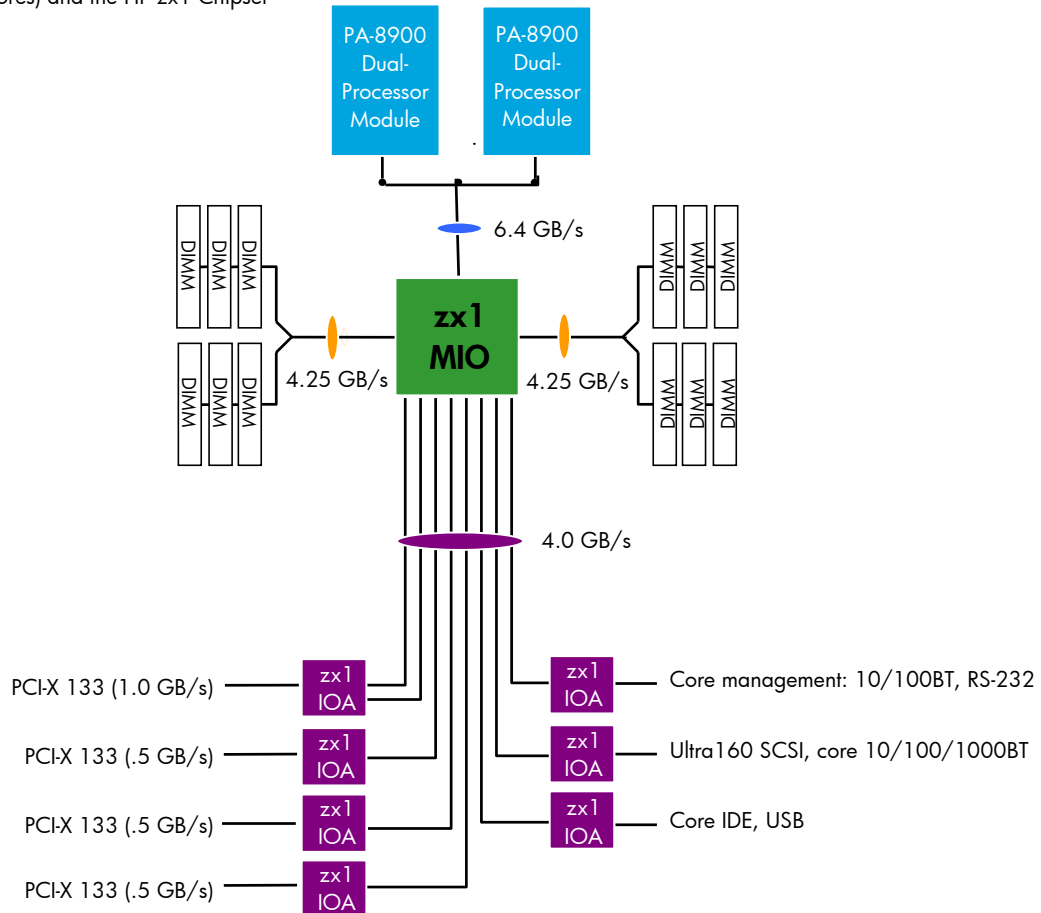 PA-8900
Dual-
Processor
Module
PA-8900
Dual-
Processor
Module
6.4 GB/s
DIMM
DIMM
DIMM
DIMM
DIMM
DIMM
zx1
MIO
4.25 GB/s
4.25 GB/s
DIMM
DIMM
DIMM
DIMM
DIMM
DIMM
4.0 GB/s
PCI-X 133 (1.0 GB/s)
zx1
IOA
zx1
IOA
Core management: 10/100BT, RS-232
PCI-X 133 (.5 GB/s)
zx1
IOA
zx1
IOA
Ultra160 SCSI, core 10/100/1000BT
PCI-X 133 (.5 GB/s)
zx1
IOA
zx1
IOA
Core IDE, USB
PCI-X 133 (.5 GB/s)
zx1
IOA